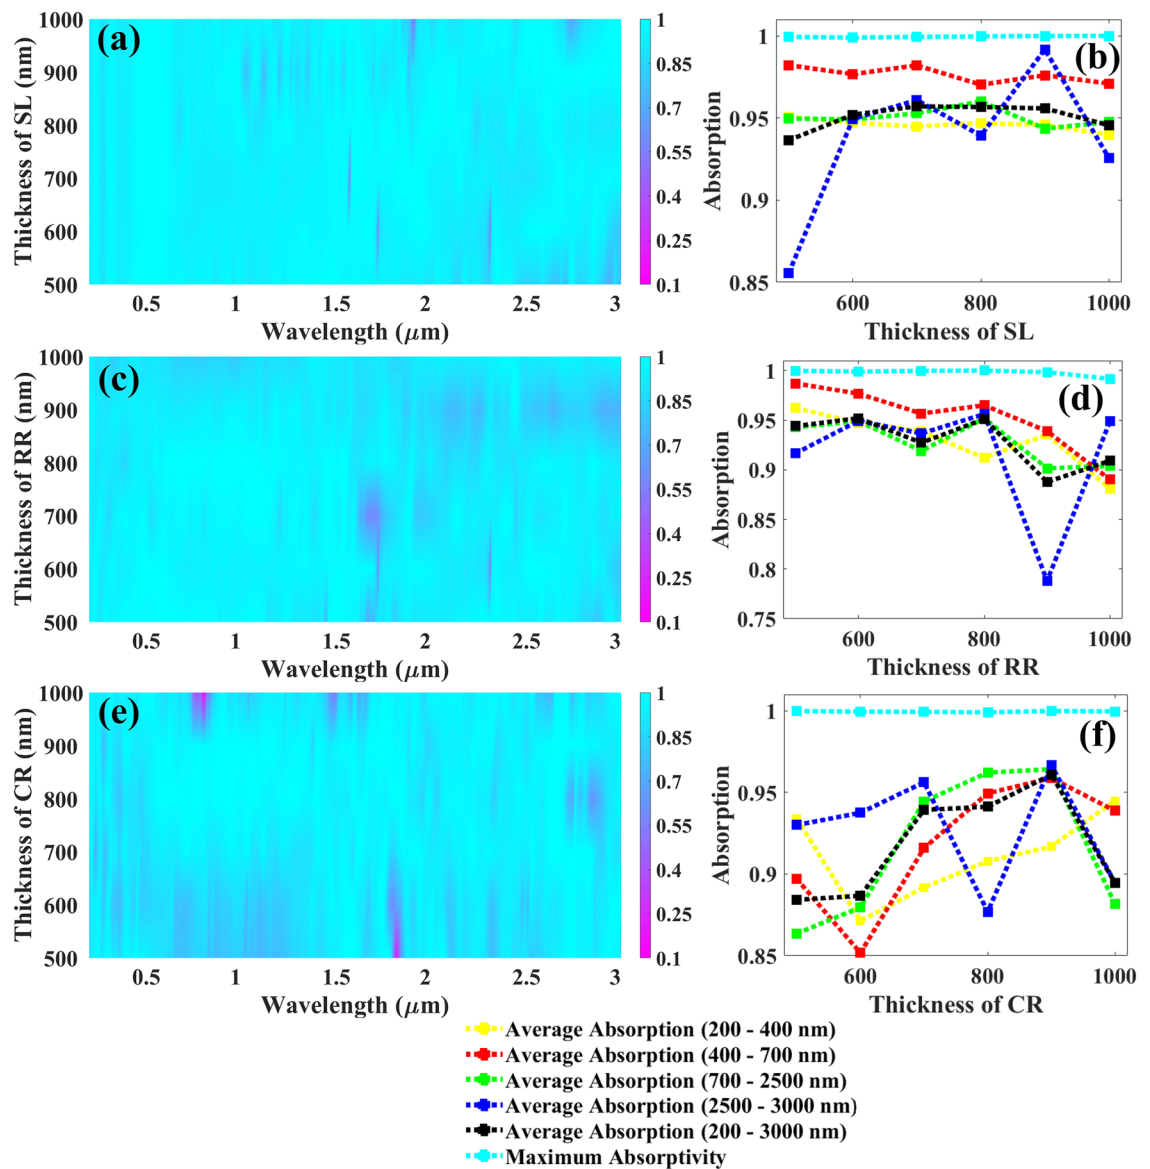 (a)
Thickness of SL (nm)
1000
900
800
700
600
500
0.5 1 1.5 2 2.5 3
Wavelength (μm)
1
0.85
0.7
0.55
0.4
0.25
0.1
(b)
Absorption
1
0.95
0.9
0.85
600 800 1000
Thickness of SL
(c)
Thickness of RR (nm)
1000
900
800
700
600
500
0.5 1 1.5 2 2.5 3
Wavelength (μm)
1
0.85
0.7
0.55
0.4
0.25
0.1
(d)
Absorption
1
0.95
0.9
0.85
0.8
0.75
600 800 1000
Thickness of RR
(e)
Thickness of CR (nm)
1000
900
800
700
600
500
0.5 1 1.5 2 2.5 3
Wavelength (μm)
1
0.85
0.7
0.55
0.4
0.25
0.1
(f)
Absorption
1
0.95
0.9
0.85
600 800 1000
Thickness of CR
Average Absorption (200 - 400 nm)
Average Absorption (400 - 700 nm)
Average Absorption (700 - 2500 nm)
Average Absorption (2500 - 3000 nm)
Average Absorption (200 - 3000 nm)
Maximum Absorptivity